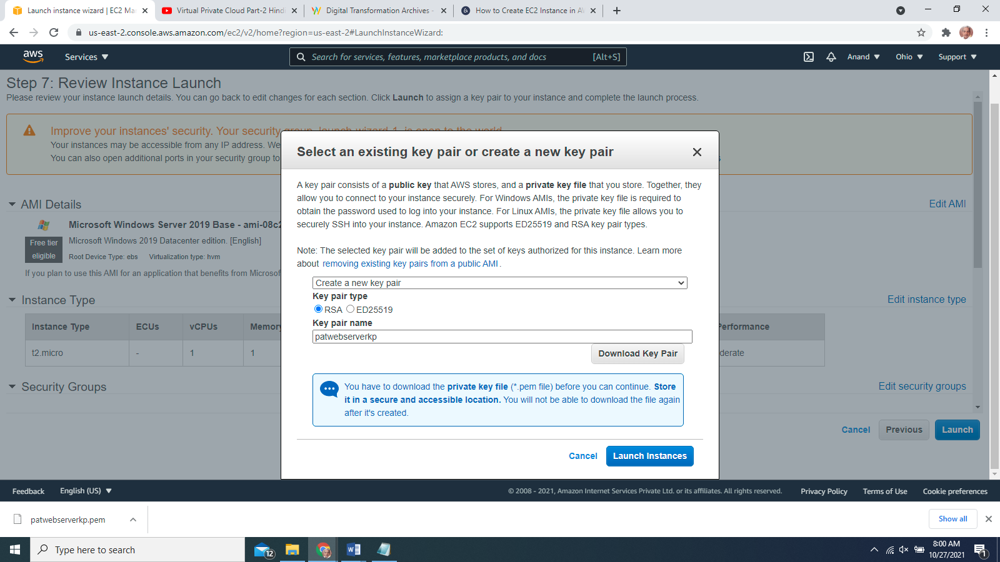 Launch instance wizard | EC2 Ma
Virtual Private Cloud Part-2 Hindi
Digital Transformation Archives -
How to Create EC2 Instance in A
us-east-2.console.aws.amazon.com/ec2/v2/home?region=us-east-2#LaunchInstanceWizard:
aws
Services
Search for services, features, marketplace products, and docs
[Alt+S]
Anand
Ohio
Support
Step 7: Review Instance Launch
Please review your instance launch details. You can go back to edit changes for each section. Click Launch to assign a key pair to your instance and complete the launch process.
Improve your instances' security. Your security group, launch-wizard-1, is open to the world.
Your instances may be accessible from any IP address. We
You can also open additional ports in your security group to
AMI Details
Edit AMI
Microsoft Windows Server 2019 Base - ami-08c2
Free tier
eligible
Microsoft Windows 2019 Datacenter edition. [English]
Root Device Type: ebs Virtualization type: hvm
If you plan to use this AMI for an application that benefits from Microsof
Instance Type
Edit instance type
Instance Type ECUs vCPUs Memory Performance
t2.micro - 1 1 derate
Security Groups
Edit security groups
Cancel
Previous
Launch
Select an existing key pair or create a new key pair
A key pair consists of a public key that AWS stores, and a private key file that you store. Together, they
allow you to connect to your instance securely. For Windows AMIs, the private key file is required to
obtain the password used to log into your instance. For Linux AMIs, the private key file allows you to
securely SSH into your instance. Amazon EC2 supports ED25519 and RSA key pair types.
Note: The selected key pair will be added to the set of keys authorized for this instance. Learn more
about removing existing key pairs from a public AMI.
Create a new key pair
Key pair type
RSA ED25519
Key pair name
patwebserverkp
Download Key Pair
You have to download the private key file (*.pem file) before you can continue. Store
it in a secure and accessible location. You will not be able to download the file again
after it's created.
Cancel
Launch Instances
Feedback
English (US)
© 2008 - 2021, Amazon Internet Services Private Ltd. or its affiliates. All rights reserved.
Privacy Policy
Terms of Use
Cookie preferences
patwebserverkp.pem
Show all
Type here to search
12
8:00 AM
10/27/2021
1